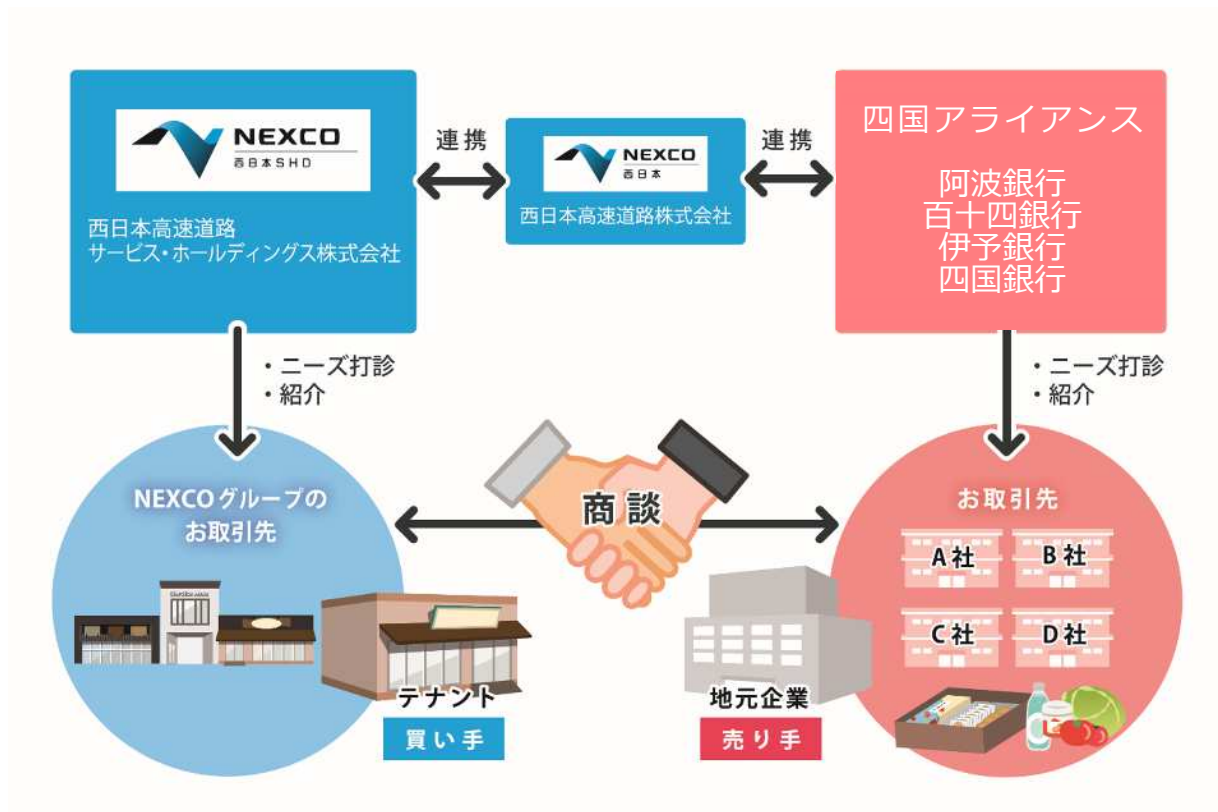 NEXCO
西日本SHD
西日本高速道路
サービス・ホールディングス株式会社
連携
NEXCO
西日本
西日本高速道路株式会社
連携
四国アライアンス
阿波銀行
百十四銀行
伊予銀行
四国銀行
・ニーズ打診
・紹介
・ニーズ打診
・紹介
NEXCOグループの
お取引先
商談
お取引先
A社
B社
C社
D社
テナント
買い手
地元企業
売り手